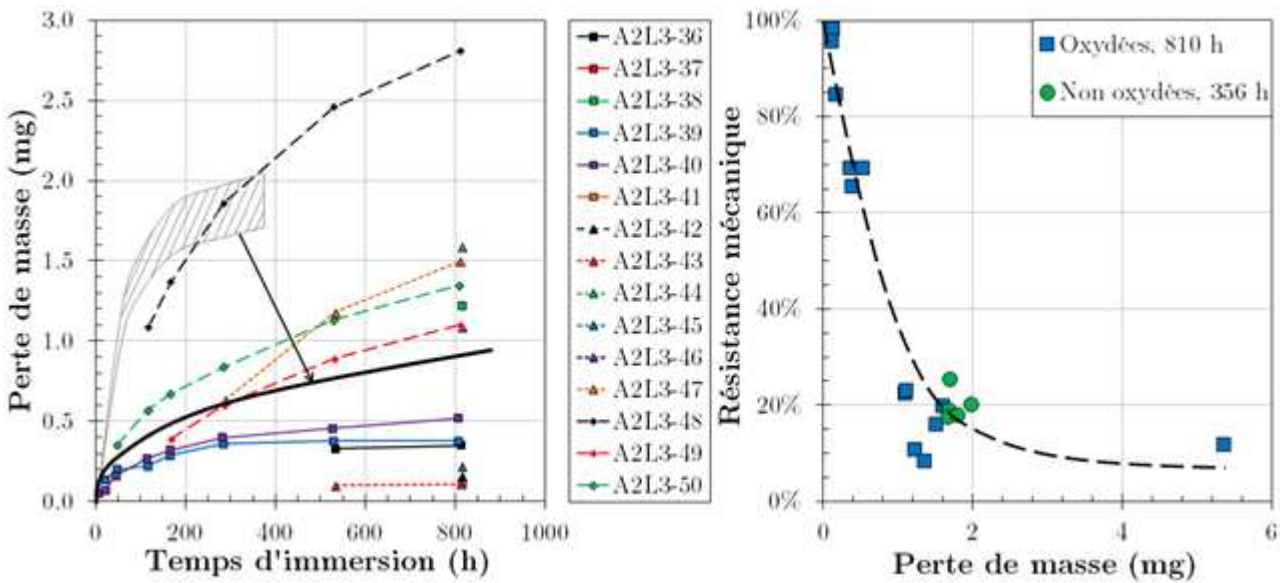 3.0
2.5
2.0
1.5
1.0
0.5
0.0
Perte de masse (mg)
0
200
400
600
800
1000
Temps d'immersion (h)
A2L3-36
A2L3-37
A2L3-38
A2L3-39
A2L3-40
A2L3-41
A2L3-42
A2L3-43
A2L3-44
A2L3-45
A2L3-46
A2L3-47
A2L3-48
A2L3-49
A2L3-50
100%
80%
60%
40%
20%
0%
Résistance mécanique
Oxydées, 810 h
Non oxydées, 356 h
0
2
4
6
Perte de masse (mg)